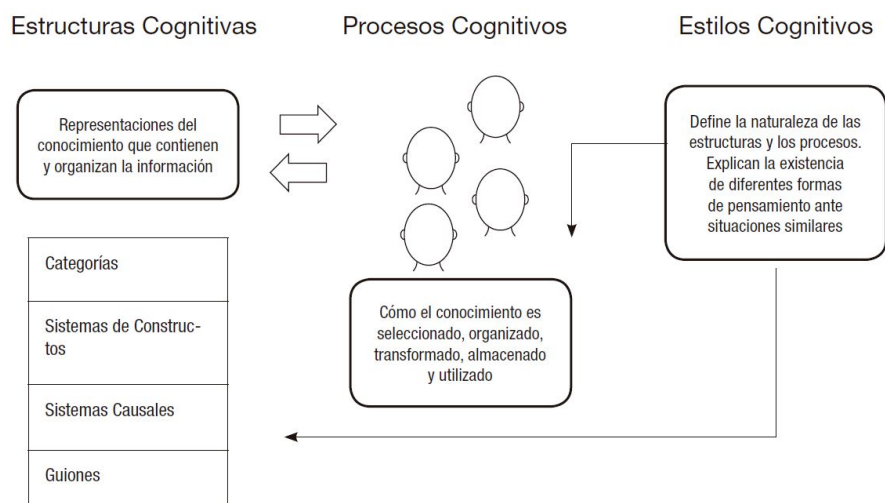 Estructuras Cognitivas
Procesos Cognitivos
Estilos Cognitivos
Representaciones del
conocimiento que contienen
y organizan la información
Define la naturaleza de las
estructuras y los procesos.
Explican la existencia
de diferentes formas
de pensamiento ante
situaciones similares
Categorías
Sistemas de Construc-
tos
Sistemas Causales
Guiones
Cómo el conocimiento es
seleccionado, organizado,
transformado, almacenado
y utilizado